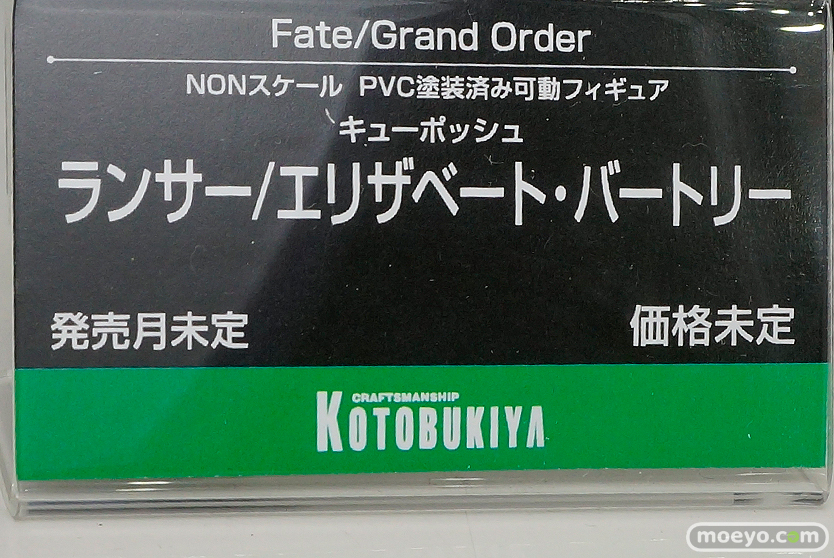 Fate/Grand Order
NONスケール PVC塗装済み可動フィギュア
キューポッシュ
ランサー/エリザベート・バートリー
発売月未定 価格未定
CRAFTSMANSHIP
KOTOBUKIYA
moeyo.com